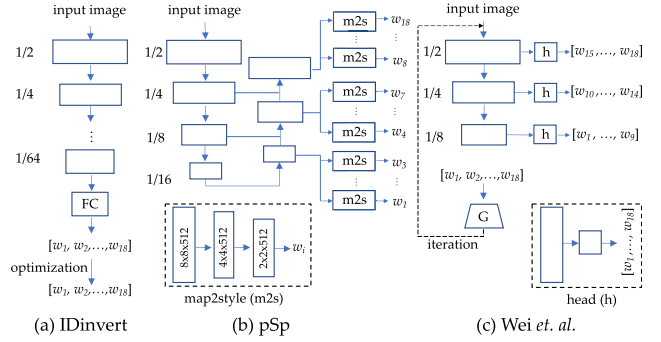 input image
1/2
1/4
⋮
1/64
FC
[w1, w2,…,w18]
optimization
[w1, w2,…,w18]
(a) IDinvert
input image
1/2
1/4
1/8
1/16
m2s
w18
⋮ ⋮
m2s
w8
m2s
w7
⋮ ⋮
m2s
w4
m2s
w3
⋮ ⋮
m2s
w1
8x8x512
4x4x512
2x2x512
wi
map2style (m2s)
(b) pSp
input image
1/2
h
[w15,…, w18]
1/4
h
[w10,…, w14]
1/8
h
[w1 ,…, w9]
[w1, w2,…,w18]
G
iteration
[w1,…, w18]
head (h)
(c) Wei et. al.